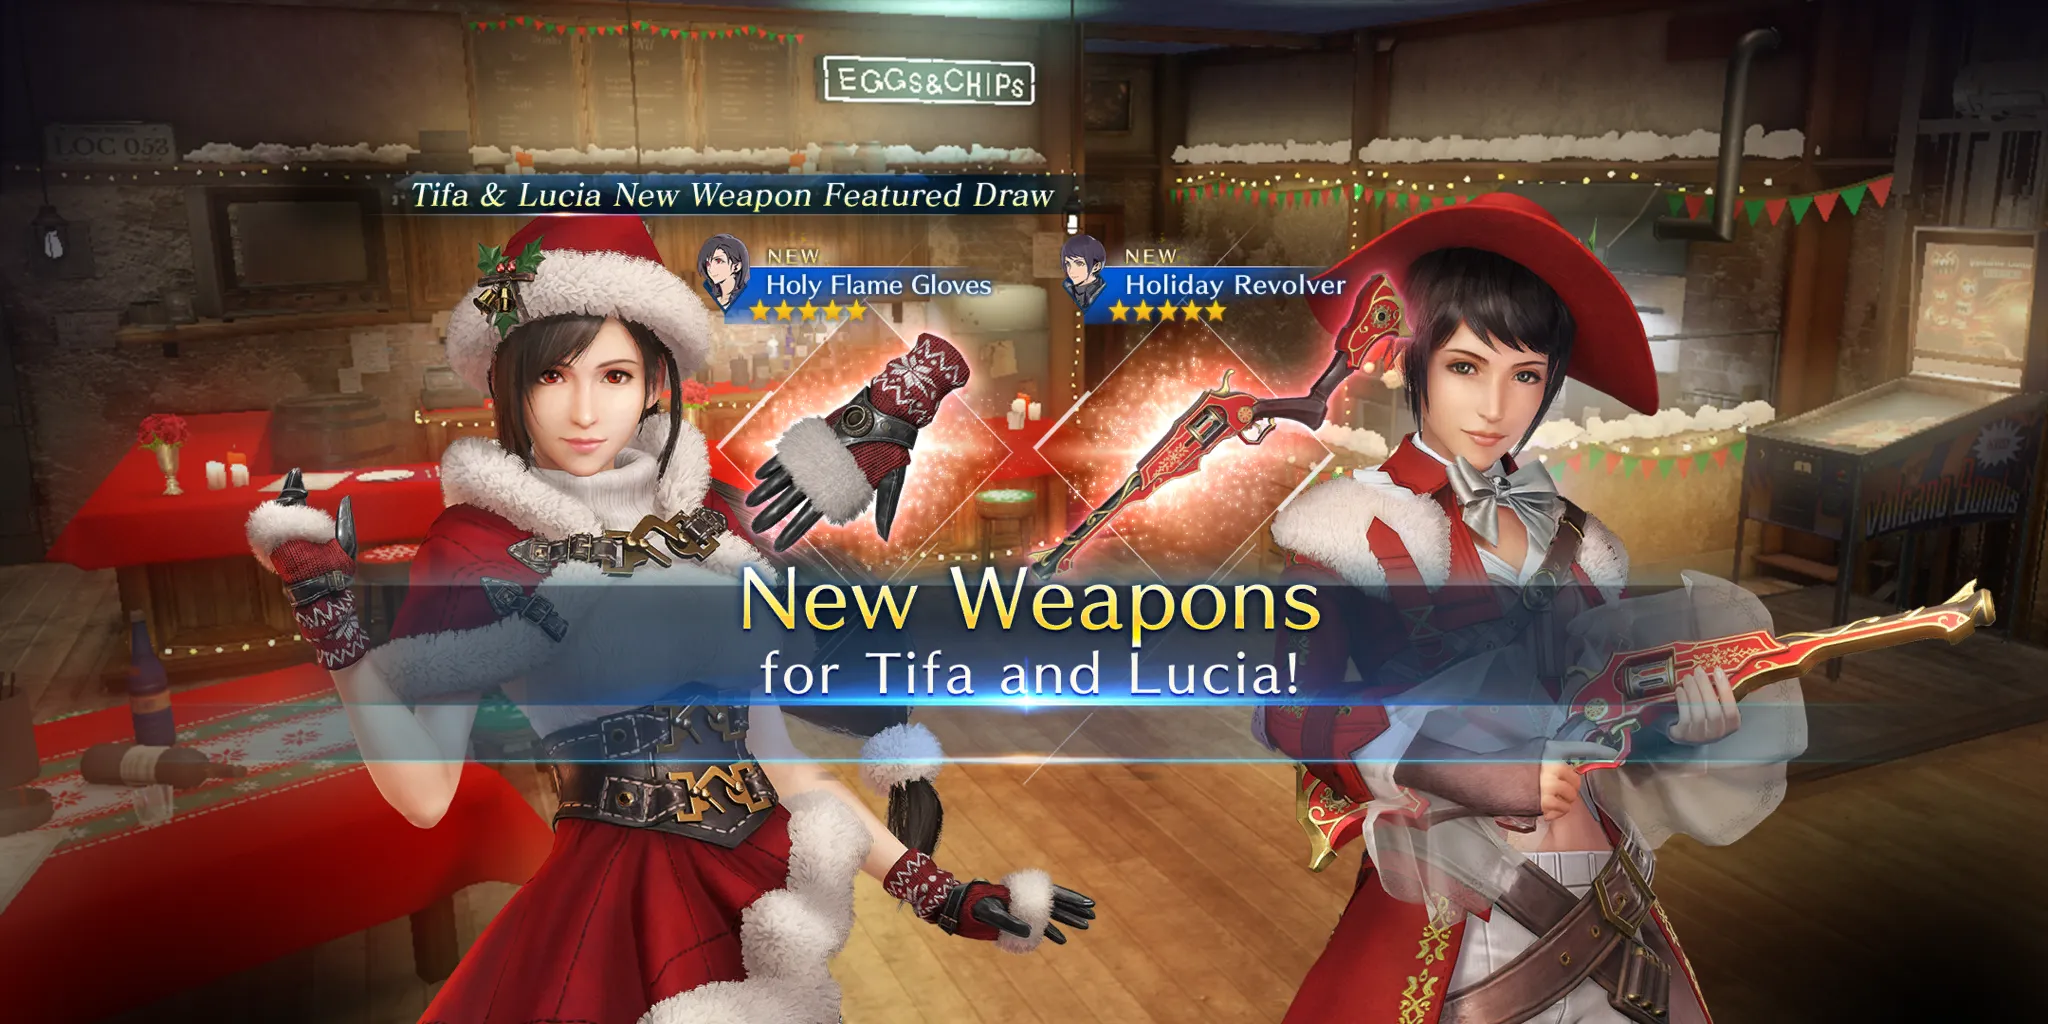 EGGS&CHIPS
LOC 053
Tifa & Lucia New Weapon Featured Draw
NEW
Holy Flame Gloves
NEW
Holiday Revolver
New Weapons
for Tifa and Lucia!